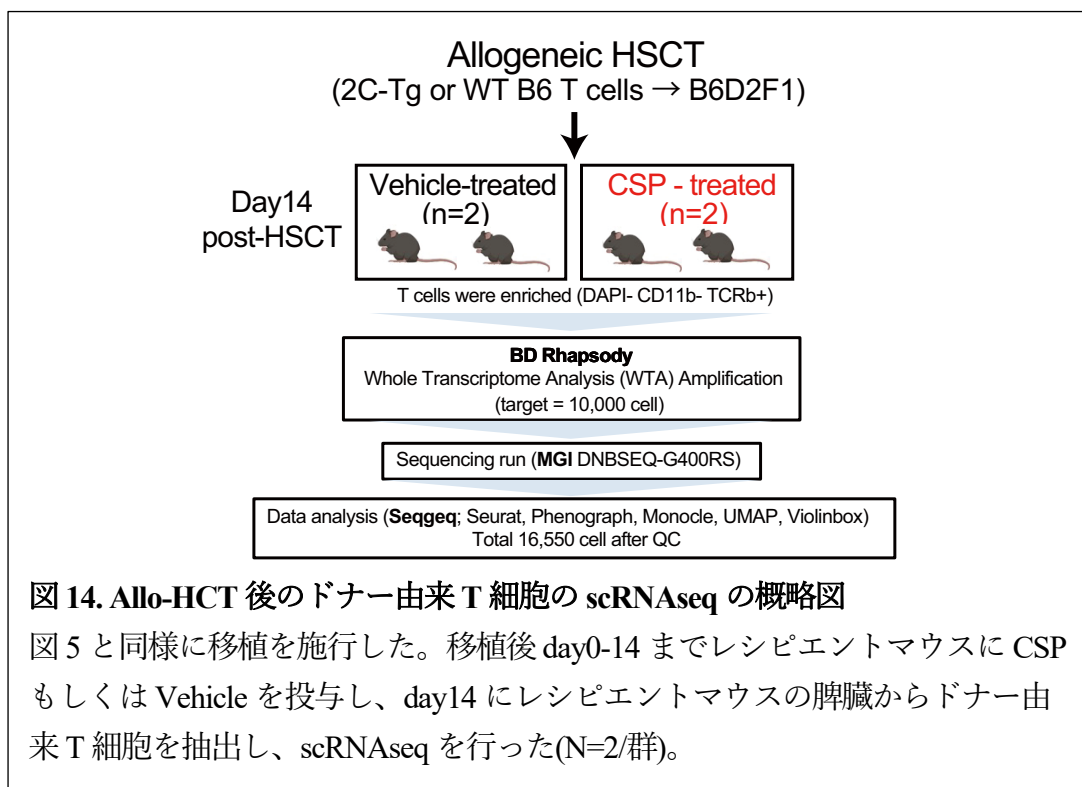 Allogeneic HSCT
(2C-Tg or WT B6 T cells → B6D2F1)
Day14
post-HSCT
Vehicle-treated
(n=2)
CSP - treated
(n=2)
T cells were enriched (DAPI- CD11b- TCRb+)
BD Rhapsody
Whole Transcriptome Analysis (WTA) Amplification
(target = 10,000 cell)
Sequencing run (MGI DNBSEQ-G400RS)
Data analysis (Seqgeq; Seurat, Phenograph, Monocle, UMAP, Violinbox)
Total 16,550 cell after QC
図 14. Allo-HCT 後のドナー由来 T 細胞の scRNAseq の概略図
図 5 と同様に移植を施行した。移植後 day0-14 までレシピエントマウスに CSP
もしくは Vehicle を投与し、day14 にレシピエントマウスの脾臓からドナー由
来 T 細胞を抽出し、scRNAseq を行った(N=2/群)。